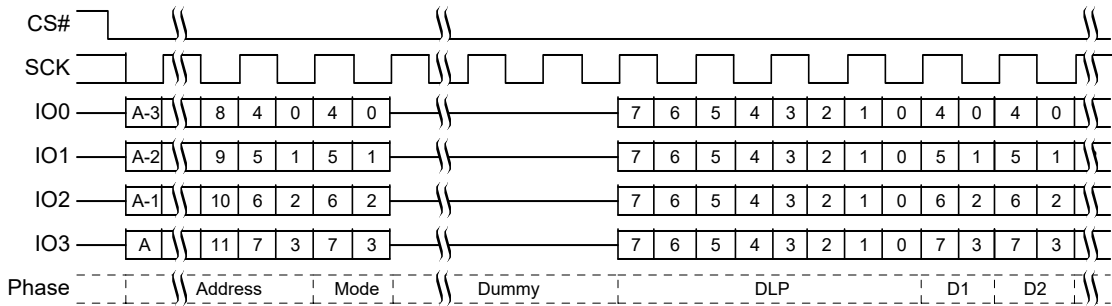 CS#
SCK
IO0 A-3 8 4 0 4 0 7 6 5 4 3 2 1 0 4 0 4 0
IO1 A-2 9 5 1 5 1 7 6 5 4 3 2 1 0 5 1 5 1
IO2 A-1 10 6 2 6 2 7 6 5 4 3 2 1 0 6 2 6 2
IO3 A 11 7 3 7 3 7 6 5 4 3 2 1 0 7 3 7 3
Phase Address Mode Dummy DLP D1 D2